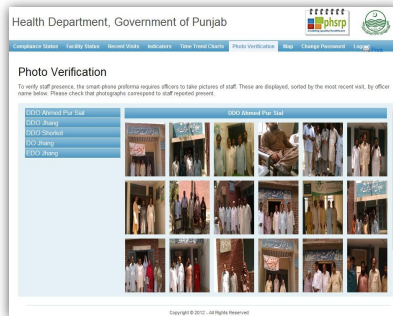 Health Department, Government of Punjab
phsrp
Compliance Status Facility Status Recent Visits Indicators Time Trend Charts Photo Verification Map Change Password Logout
Photo Verification
To verify staff presence, the smart-phone proforma requires officers to take pictures of staff. These are displayed, sorted by the most recent visit, by officer
name below. Please check that photographs correspond to staff reported present.
DDO Ahmed Pur Sial
DDO Ahmed Pur Sial
DDO Jhang
DDO Shorkot
DO Jhang
EDO Jhang
Copyright © 2012 - All Rights Reserved